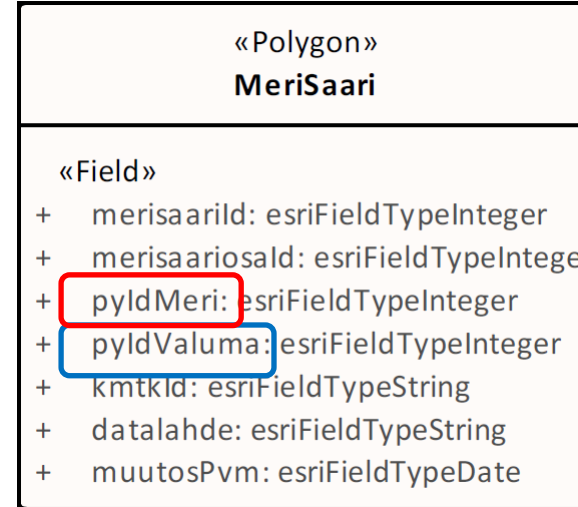 «Polygon»
MeriSaari
«Field»
+ merisaariId: esriFieldTypeInteger
+ merisaariosaId: esriFieldTypeIntege
+ pyIdMeri: esriFieldTypeInteger
+ pyIdValuma: esriFieldTypeInteger
+ kmtkId: esriFieldTypeString
+ datalahde: esriFieldTypeString
+ muutosPvm: esriFieldTypeDate